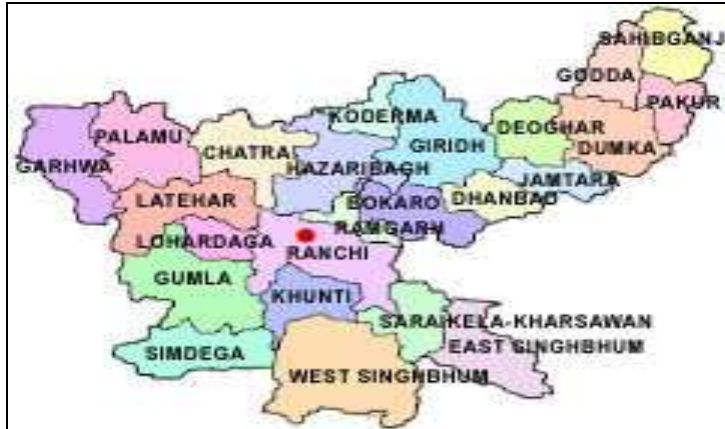 SAHIBGANJ
GODDA
PAKUR
KODERMA
DEOGHAR
PALAMU
GIRIDH
CHATRA
DUMKA
GARHWA
HAZARIBAGH
JAMTARA
LATEHAR
BOKARO
DHANBAD
RAMGARH
LOHARDAGA
RANCHI
GUMLA
KHUNTI
SARAIKELA-KHARSAWAN
SIMDEGA
EAST SINGHBHUM
WEST SINGHBHUM